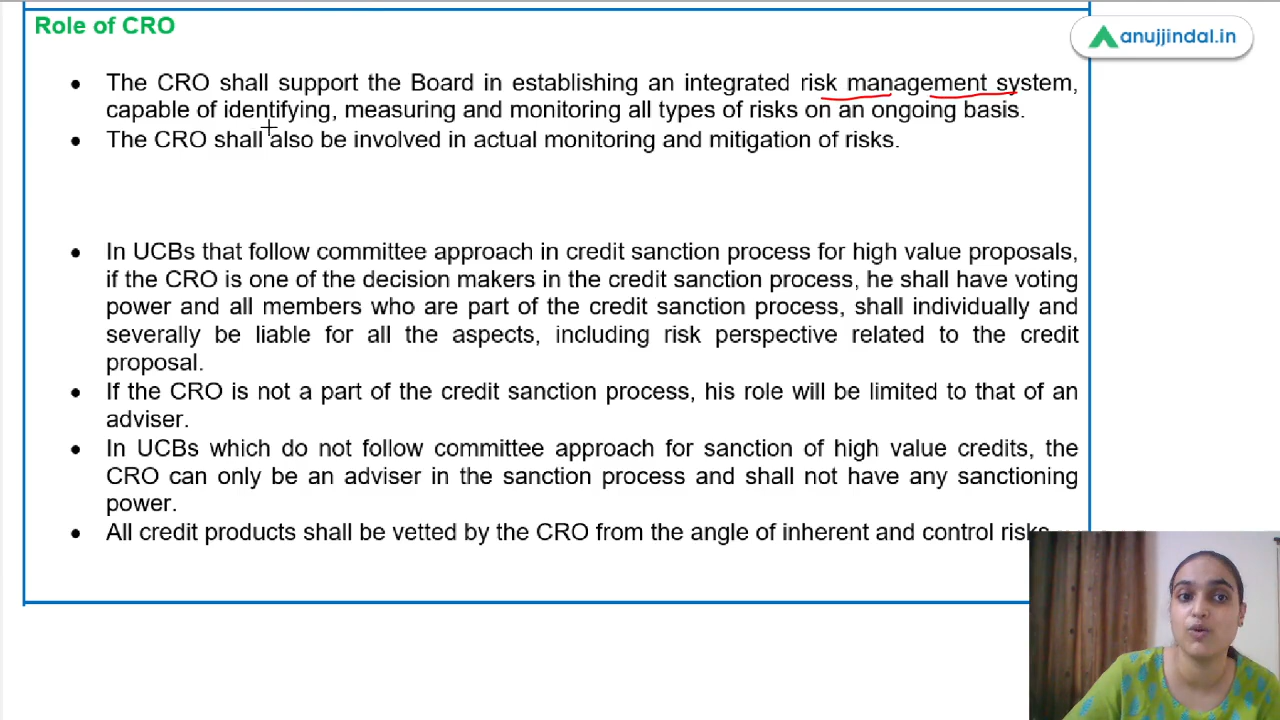 Role of CRO
anujjindal.in
• The CRO shall support the Board in establishing an integrated risk management system,
capable of identifying, measuring and monitoring all types of risks on an ongoing basis.
• The CRO shall also be involved in actual monitoring and mitigation of risks.
• In UCBs that follow committee approach in credit sanction process for high value proposals,
if the CRO is one of the decision makers in the credit sanction process, he shall have voting
power and all members who are part of the credit sanction process, shall individually and
severally be liable for all the aspects, including risk perspective related to the credit
proposal.
• If the CRO is not a part of the credit sanction process, his role will be limited to that of an
adviser.
• In UCBs which do not follow committee approach for sanction of high value credits, the
CRO can only be an adviser in the sanction process and shall not have any sanctioning
power.
• All credit products shall be vetted by the CRO from the angle of inherent and control risks